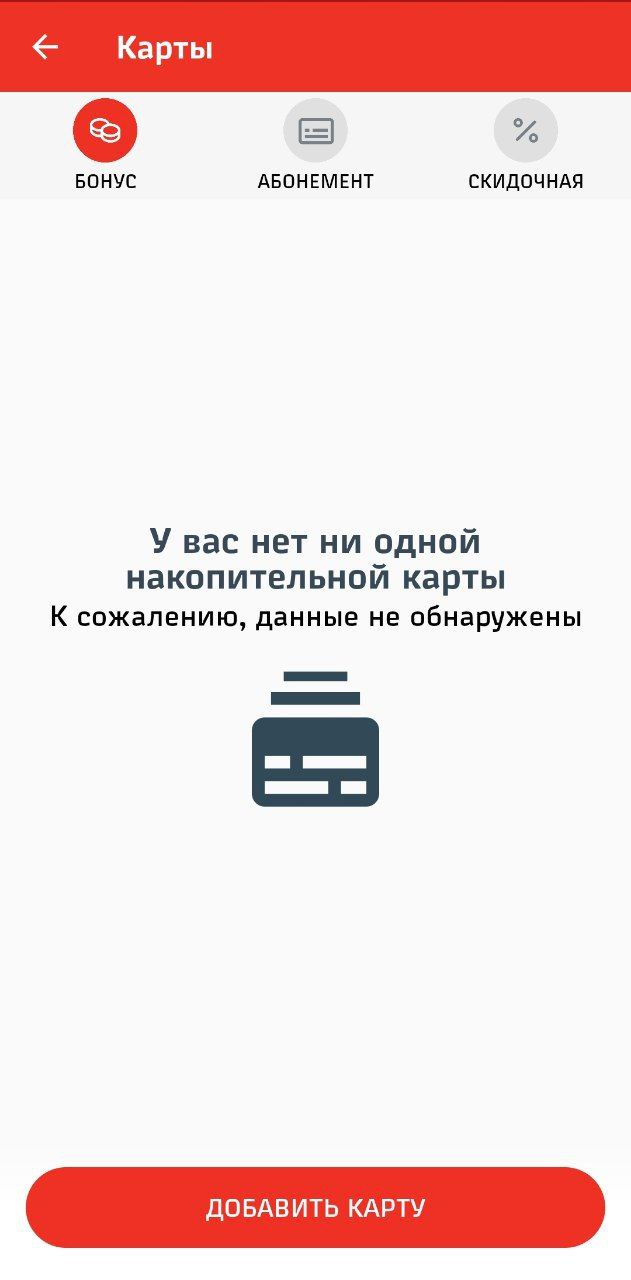 Карты
БОНУС
АБОНЕМЕНТ
СКИДОЧНАЯ
У вас нет ни одной
накопительной карты
К сожалению, данные не обнаружены
ДОБАВИТЬ КАРТУ